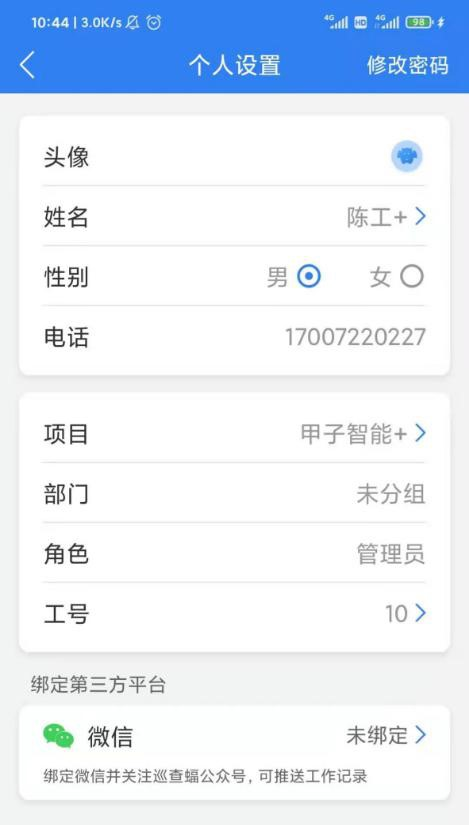 10:44 | 3.0K/s 4G HD 4G 98
个人设置 修改密码
头像
姓名 陈工+
性别 男 女
电话 17007220227
项目 甲子智能+
部门 未分组
角色 管理员
工号 10
绑定第三方平台
微信 未绑定
绑定微信并关注巡查蝠公众号，可推送工作记录